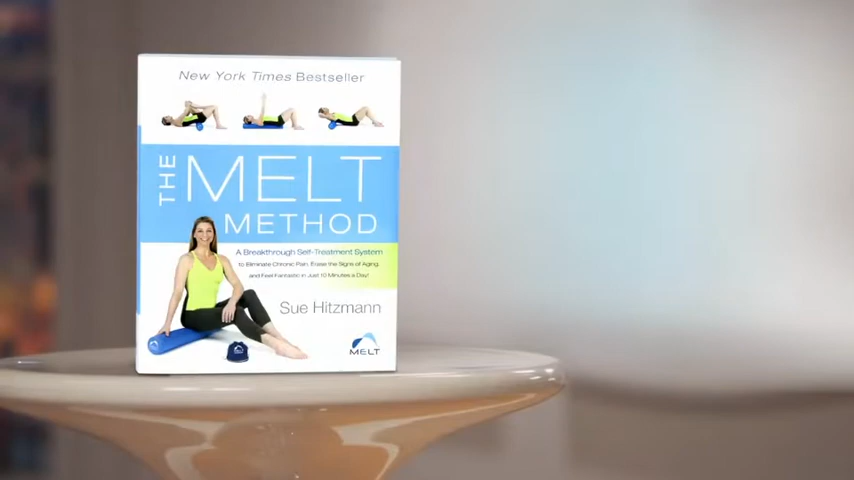 New York Times Bestseller
THE MELT
METHOD
A Breakthrough Self-Treatment System
to Eliminate Chronic Pain, Erase the Signs of Aging,
and Feel Fantastic in Just 10 Minutes a Day!
Sue Hitzmann
MELT